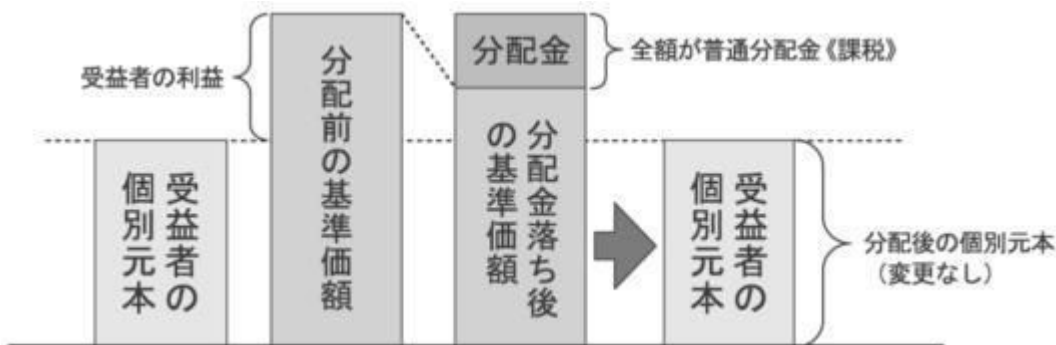 受益者の利益
受益者の
個別元本
分配前の基準価額
分配金
全額が普通分配金《課税》
分配金落ち後
の基準価額
受益者の
個別元本
分配後の個別元本
（変更なし）